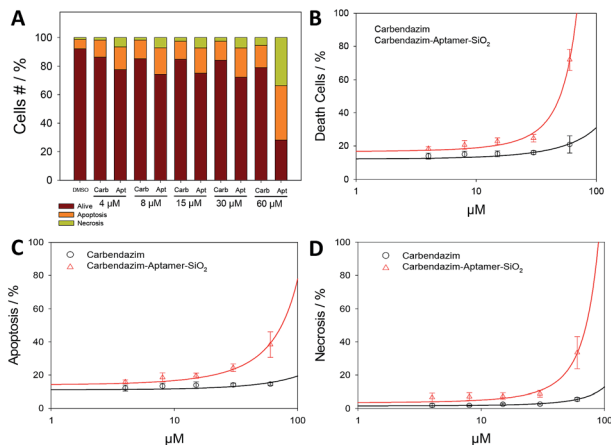 A
Cells # / %
100
80
60
40
20
0
DMSO Carb Apt Carb Apt Carb Apt Carb Apt Carb Apt
4 µM 8 µM 15 µM 30 µM 60 µM
Alive
Apoptosis
Necrosis
B
Death Cells / %
100
80
60
40
20
0
Carbendazim
Carbendazim-Aptamer-SiO2
1 10 100
µM
C
Apoptosis / %
100
80
60
40
20
0
Carbendazim
Carbendazim-Aptamer-SiO2
1 10 100
µM
D
Necrosis / %
100
80
60
40
20
0
Carbendazim
Carbendazim-Aptamer-SiO2
1 10 100
µM